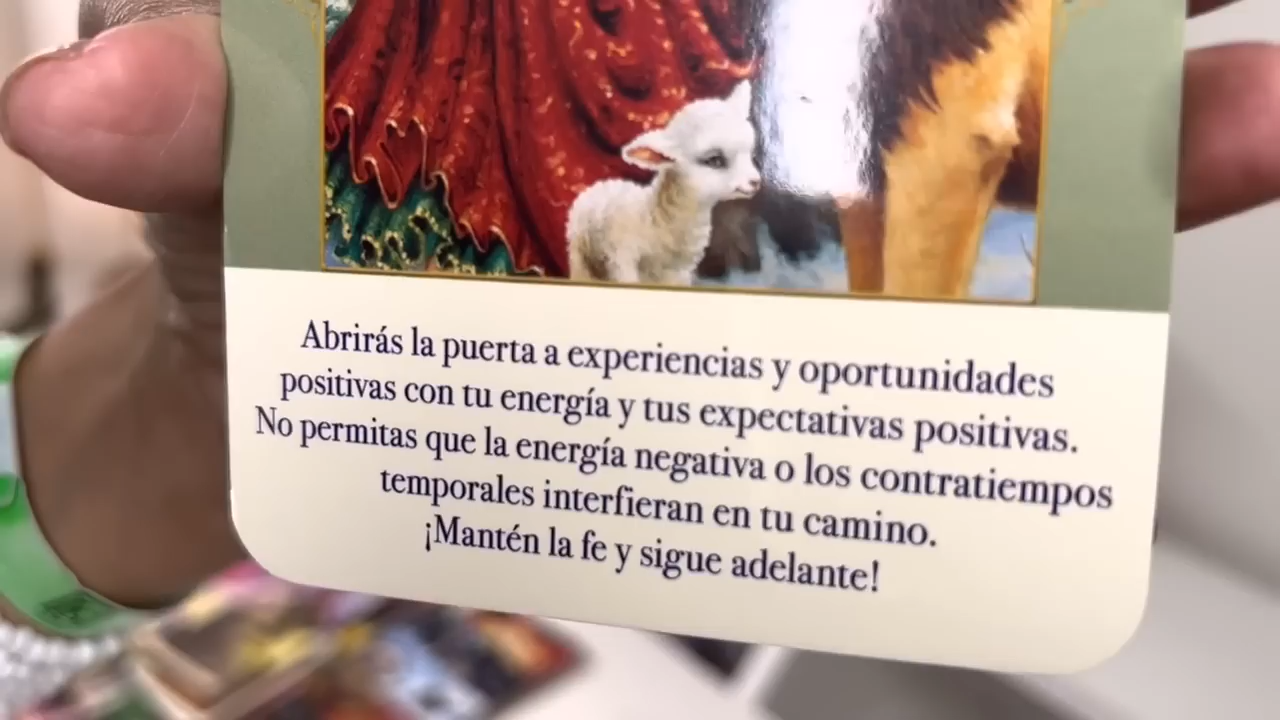 Abrirás la puerta a experiencias y oportunidades
positivas con tu energía y tus expectativas positivas.
No permitas que la energía negativa o los contratiempos
temporales interfieran en tu camino.
¡Mantén la fe y sigue adelante!